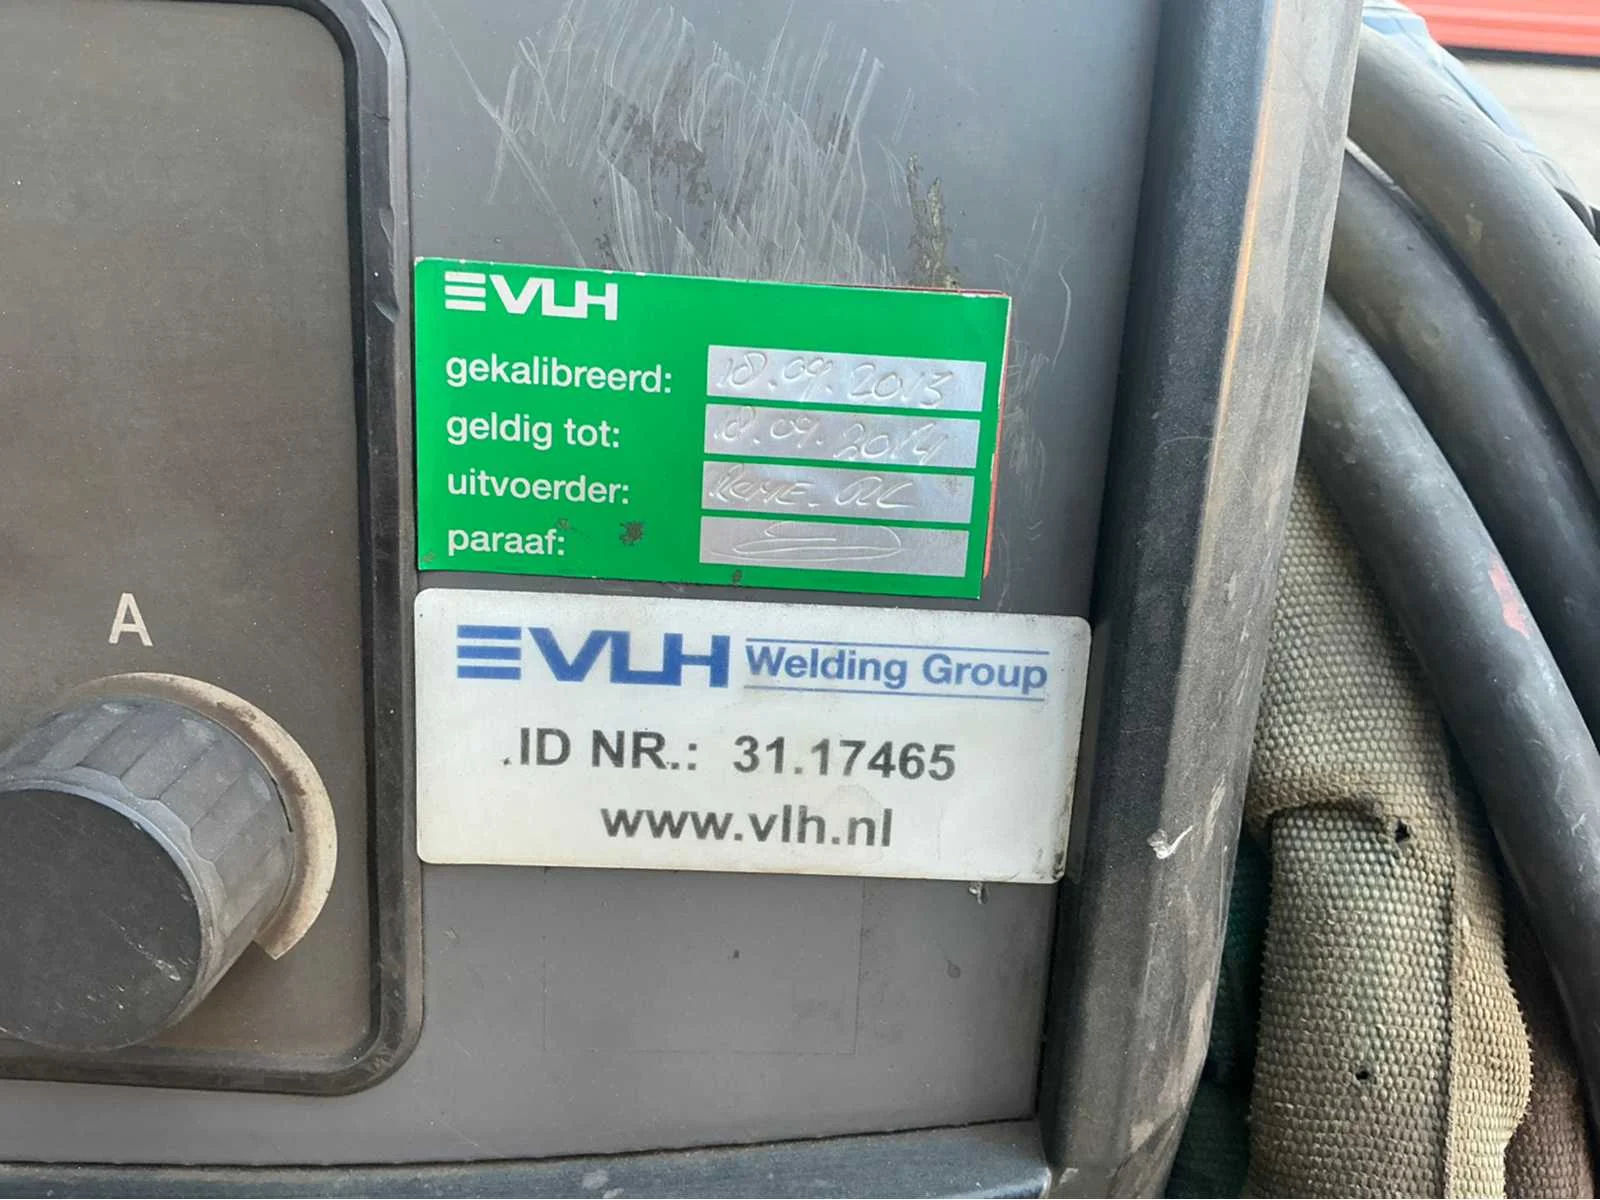 VLH
gekalibreerd: 18.09.2013
geldig tot: 18.09.2014
uitvoerder:
paraaf:
A
VLH Welding Group
ID NR.: 31.17465
www.vlh.nl